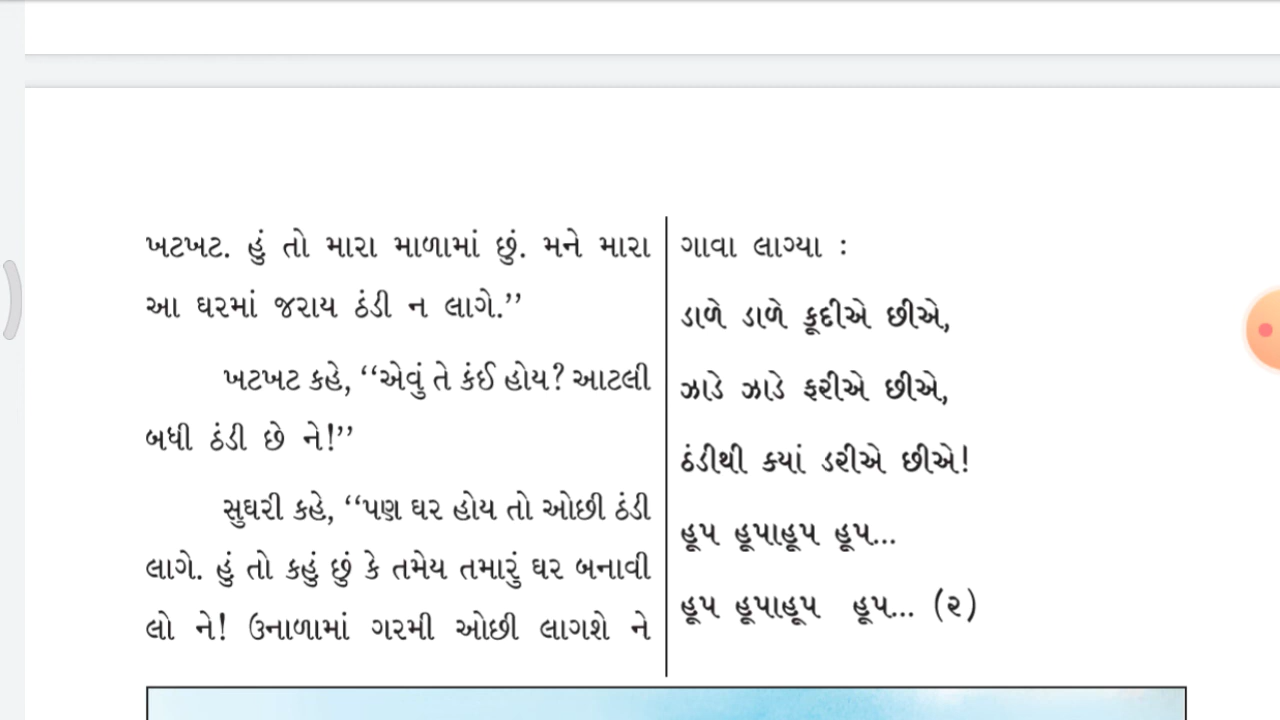 ખટખટ. હું તો મારા માળામાં છું. મને મારા
આ ઘરમાં જરાય ઠંડી ન લાગે.’’
ખટખટ કહે, ‘‘એવું તે કંઈ હોય? આટલી
બધી ઠંડી છે ને!’’
સુઘરી કહે, ‘‘પણ ઘર હોય તો ઓછી ઠંડી
લાગે. હું તો કહું છું કે તમેય તમારું ઘર બનાવી
લો ને! ઉનાળામાં ગરમી ઓછી લાગશે ને
ગાવા લાગ્યા :
ડાળે ડાળે કૂદીએ છીએ,
ઝાડે ઝાડે ફરીએ છીએ,
ઠંડીથી ક્યાં ડરીએ છીએ!
હૂપ હૂપાહૂપ હૂપ...
હૂપ હૂપાહૂપ હૂપ... (૨)